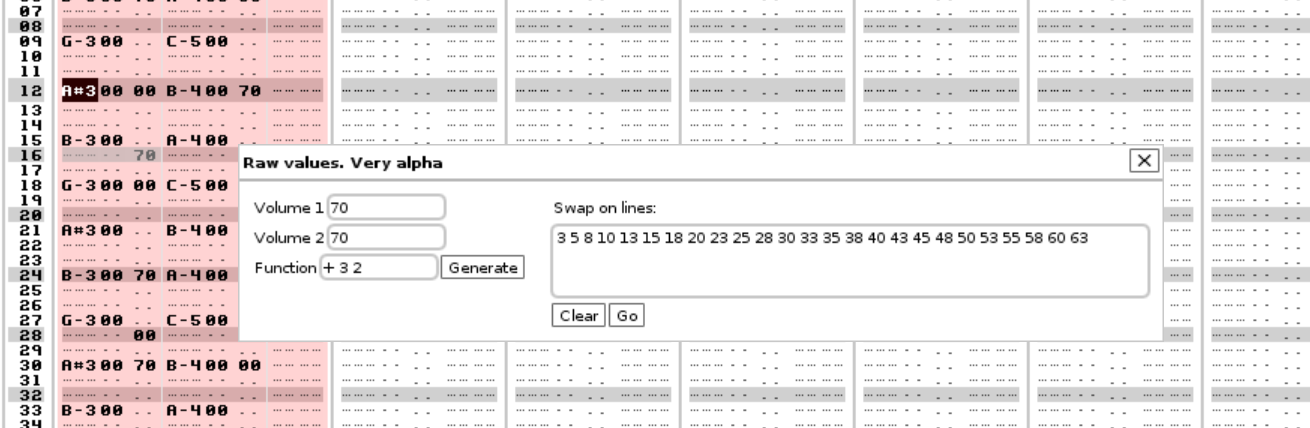 07
08
09 G-300 .. C-500 ..
10
11
12 A#300 00 B-400 70
13
14
15 B-300 .. A-400 ..
16 70
17
18 G-300 00 C-500
19
20
21 A#300 .. B-400
22
23
24 B-300 70 A-400
25
26
27 G-300 .. C-500
28 00
29
30 A#300 70 B-400 00
31
32
33 B-300 .. A-400 ..
34
Raw values. Very alpha
Volume 1 70
Volume 2 70
Function + 3 2 Generate
Swap on lines:
3 5 8 10 13 15 18 20 23 25 28 30 33 35 38 40 43 45 48 50 53 55 58 60 63
Clear Go